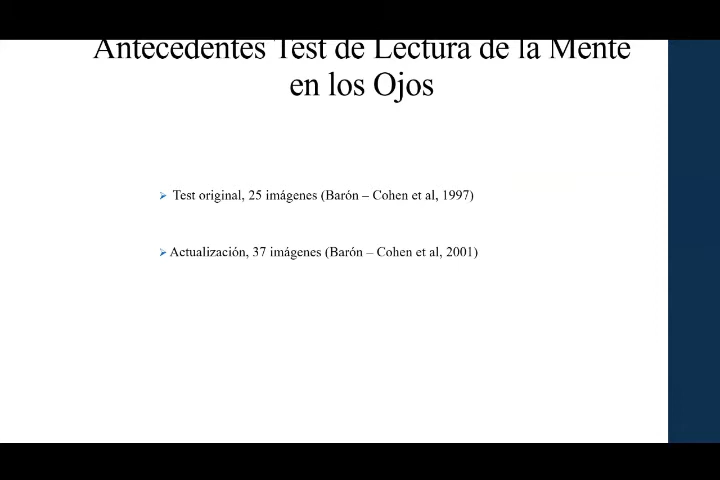 Antecedentes Test de Lectura de la Mente
en los Ojos
Test original, 25 imágenes (Barón – Cohen et al, 1997)
Actualización, 37 imágenes (Barón – Cohen et al, 2001)